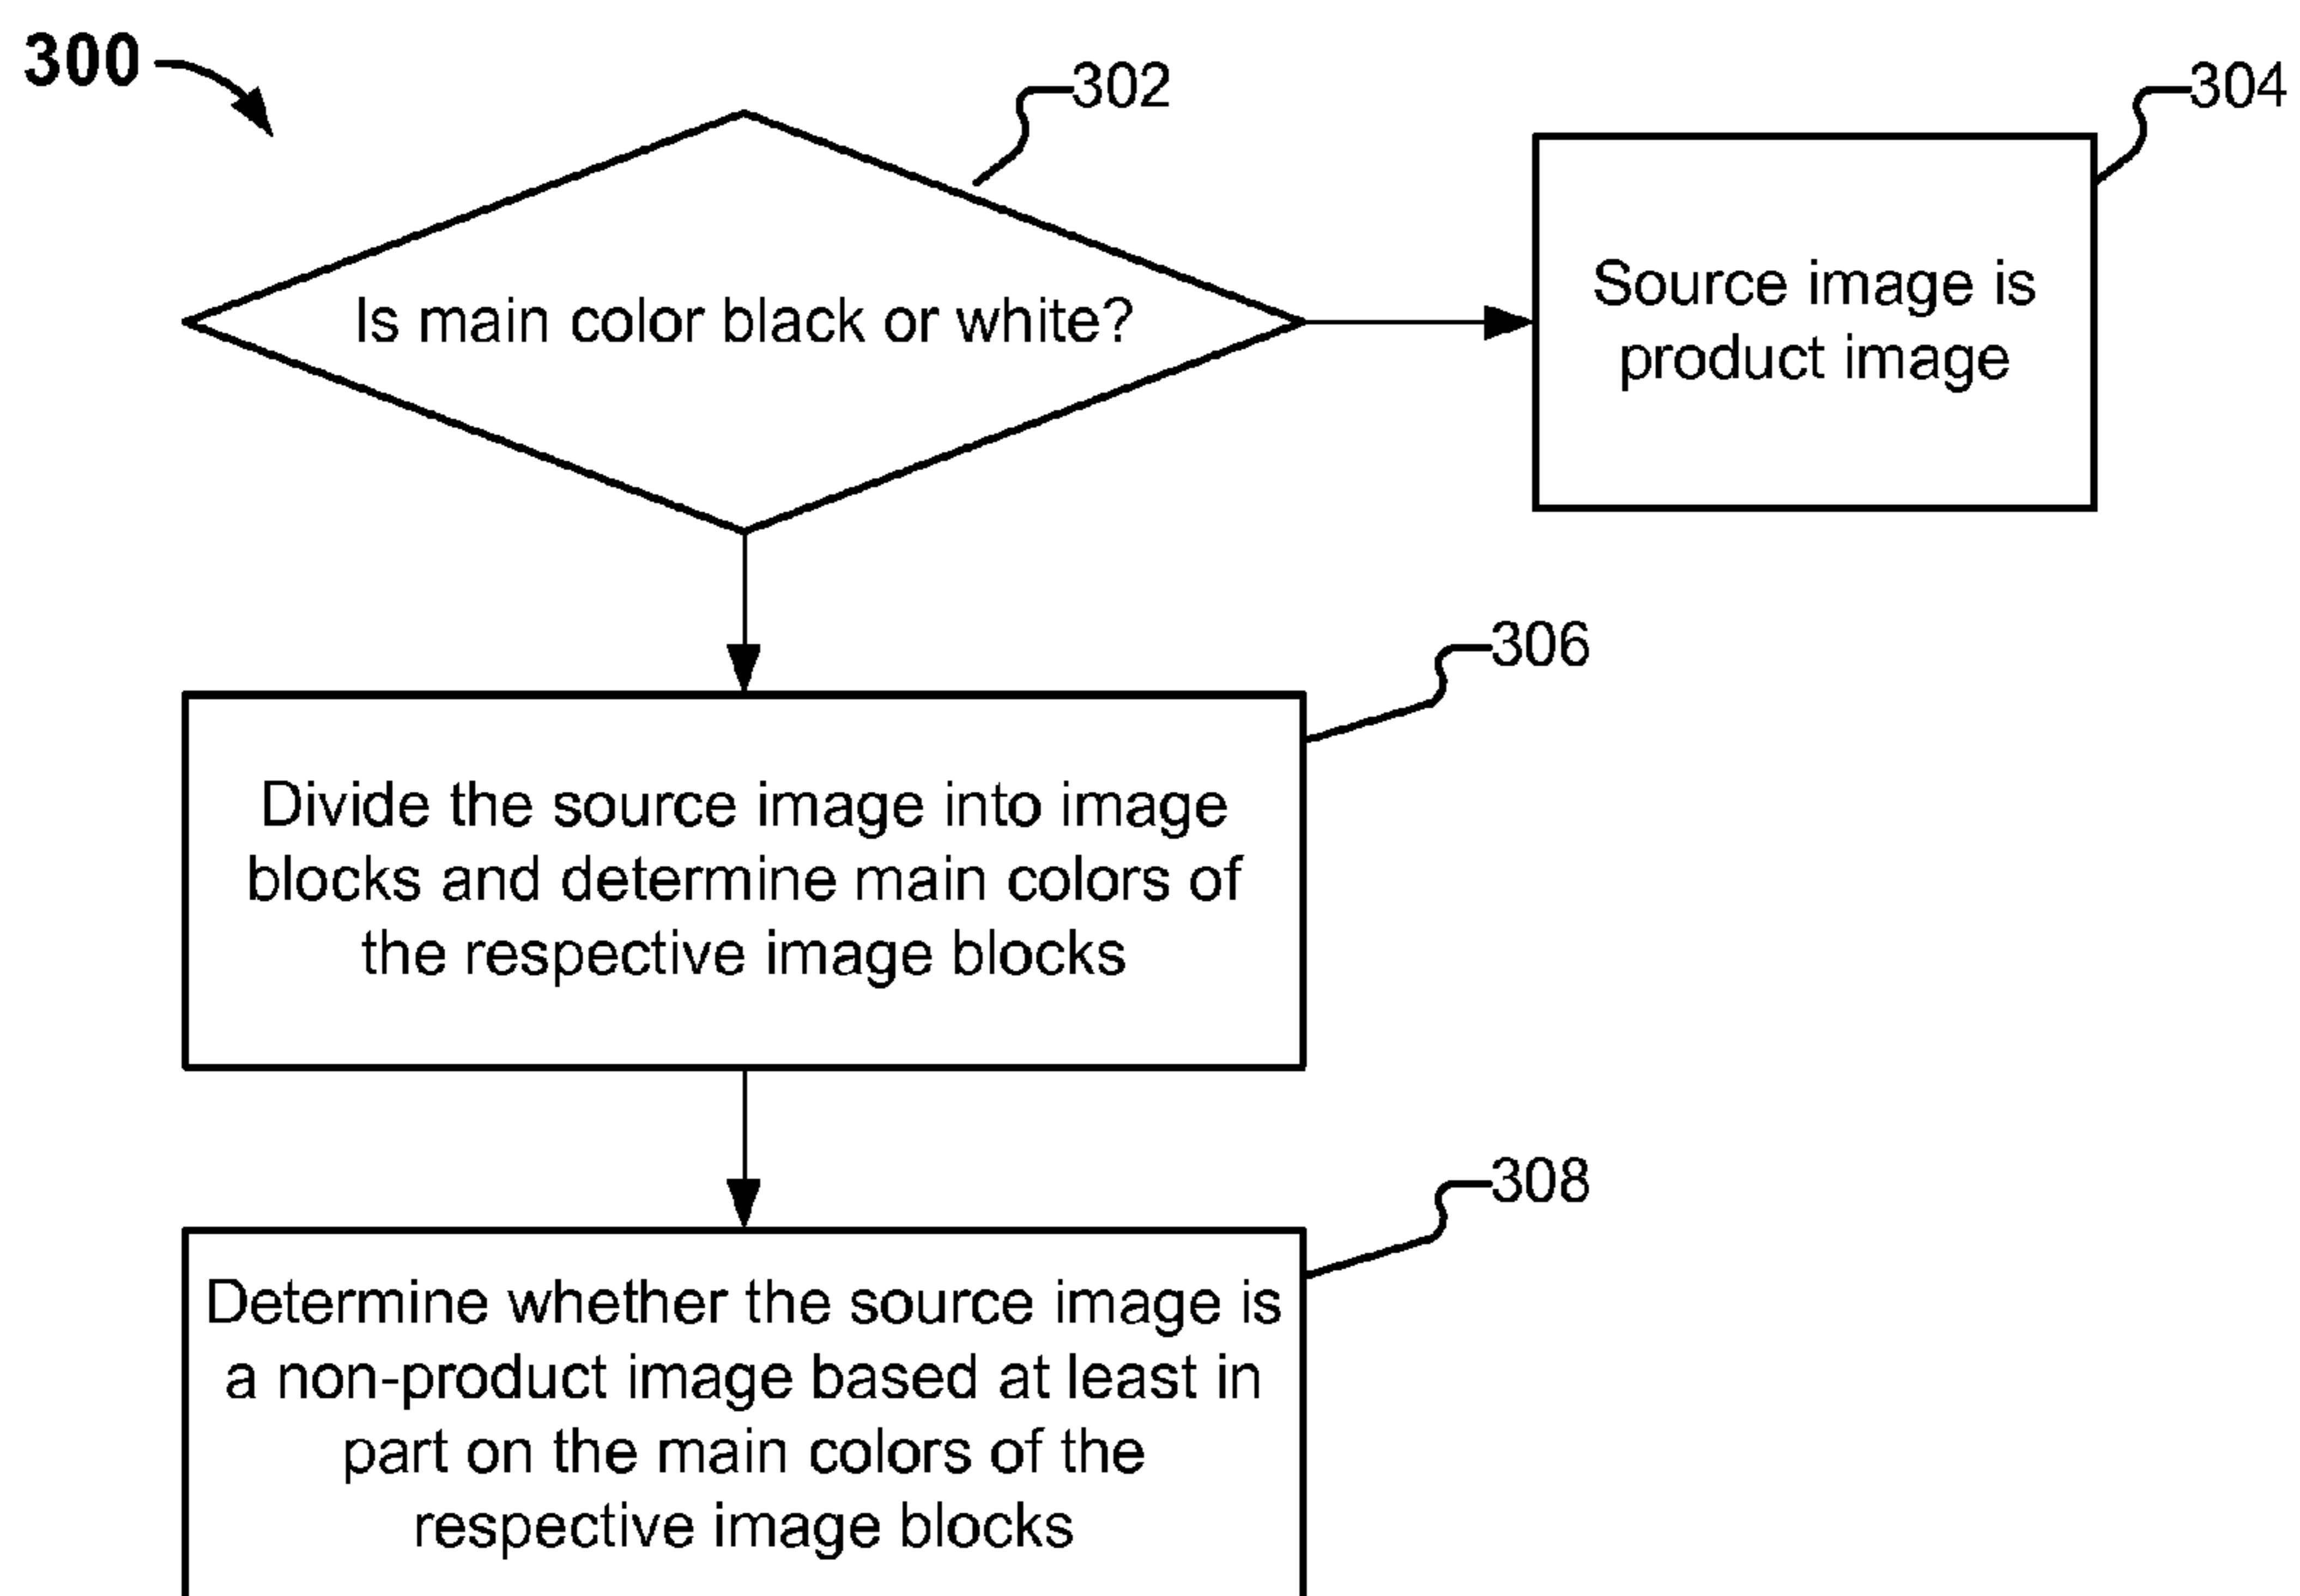 300
302
304
Is main color black or white?
Source image is
product image
306
Divide the source image into image
blocks and determine main colors of
the respective image blocks
308
Determine whether the source image is
a non-product image based at least in
part on the main colors of the
respective image blocks